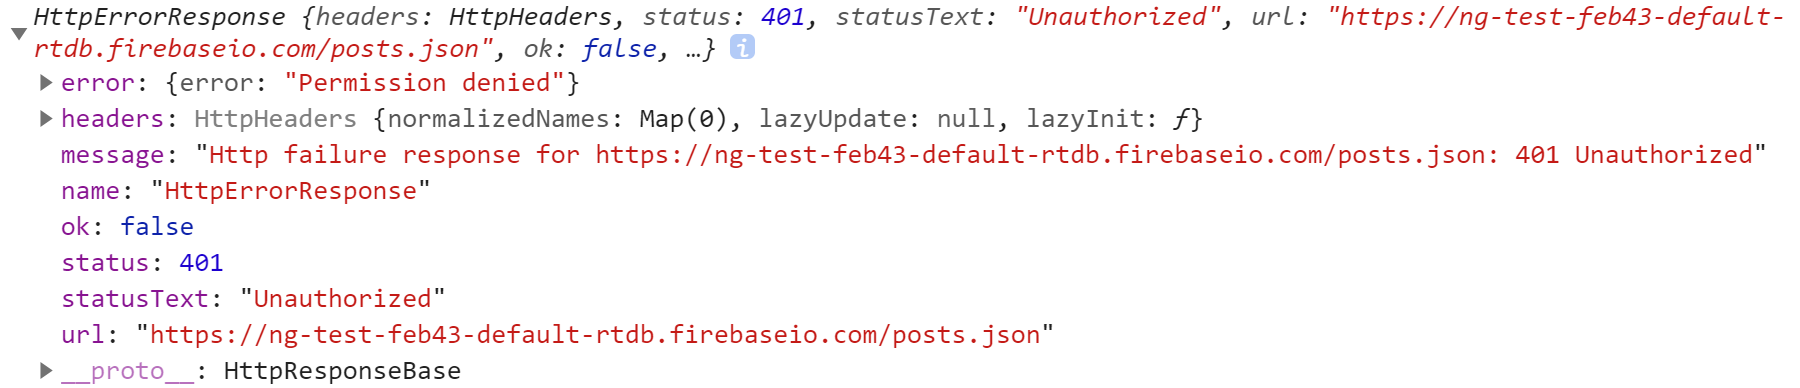 HttpErrorResponse {headers: HttpHeaders, status: 401, statusText: "Unauthorized", url: "https://ng-test-feb43-default-
rtdb.firebaseio.com/posts.json", ok: false, …} i
error: {error: "Permission denied"}
headers: HttpHeaders {normalizedNames: Map(0), lazyUpdate: null, lazyInit: ƒ}
message: "Http failure response for https://ng-test-feb43-default-rtdb.firebaseio.com/posts.json: 401 Unauthorized"
name: "HttpErrorResponse"
ok: false
status: 401
statusText: "Unauthorized"
url: "https://ng-test-feb43-default-rtdb.firebaseio.com/posts.json"
__proto__: HttpResponseBase